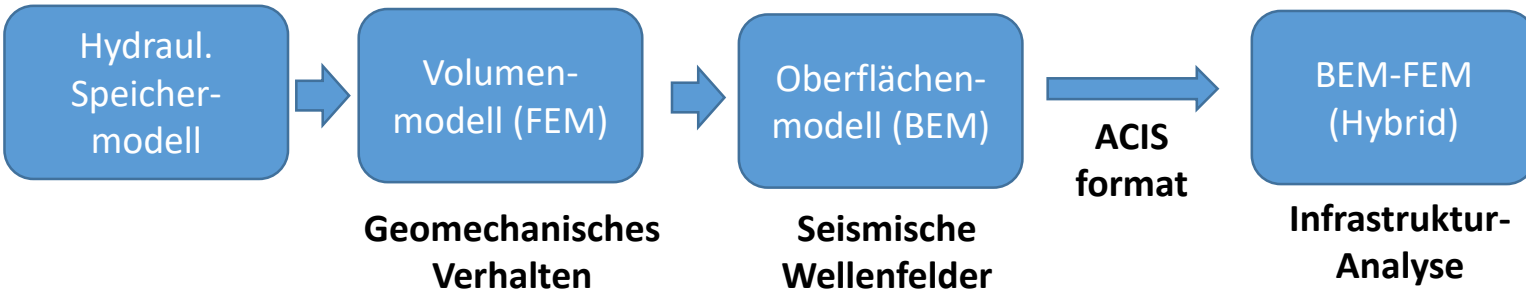 Hydraul.
Speicher-
modell
Volumen-
modell (FEM)
Oberflächen-
modell (BEM)
BEM-FEM
(Hybrid)
ACIS
format
Geomechanisches
Verhalten
Seismische
Wellenfelder
Infrastruktur-
Analyse